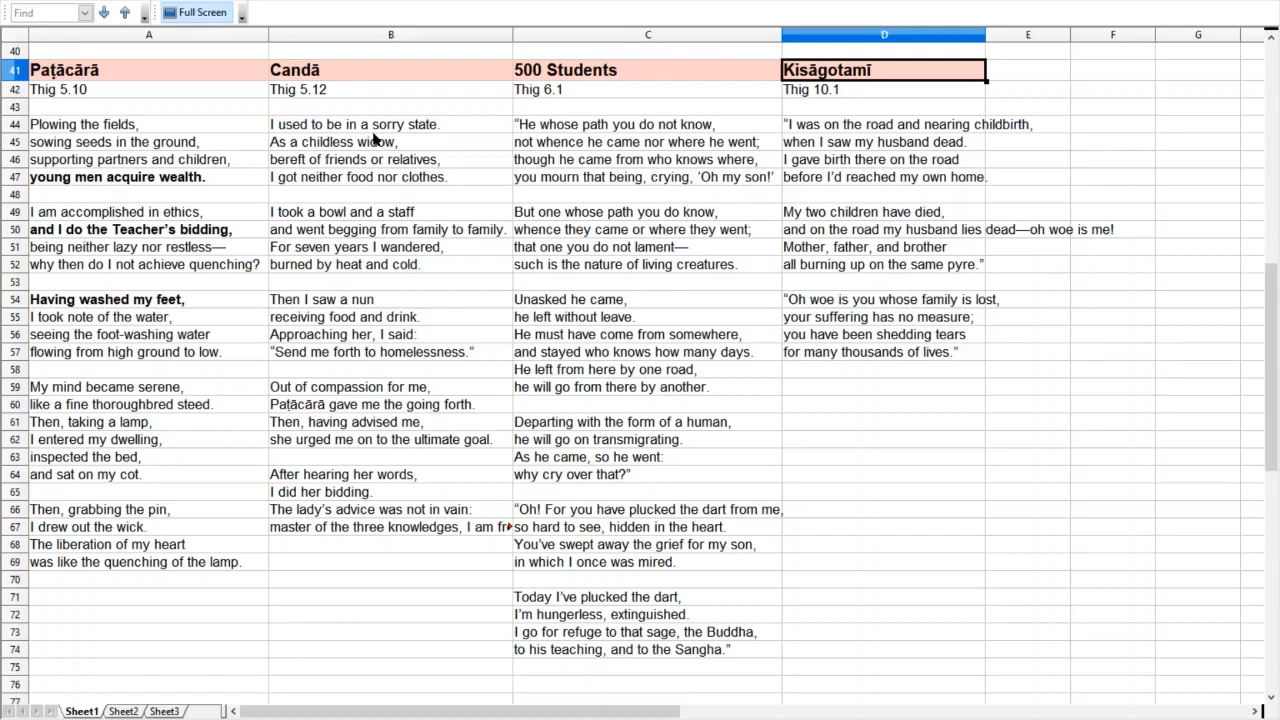 Find
Full Screen
A B C D E F G
40
41 Paṭācārā Candā 500 Students Kisāgotamī
42 Thig 5.10 Thig 5.12 Thig 6.1 Thig 10.1
43
44 Plowing the fields, I used to be in a sorry state. “He whose path you do not know, “I was on the road and nearing childbirth,
45 sowing seeds in the ground, As a childless widow, not whence he came nor where he went; when I saw my husband dead.
46 supporting partners and children, bereft of friends or relatives, though he came from who knows where, I gave birth there on the road
47 young men acquire wealth. I got neither food nor clothes. you mourn that being, crying, ‘Oh my son!’ before I’d reached my own home.
48
49 I am accomplished in ethics, I took a bowl and a staff But one whose path you do know, My two children have died,
50 and I do the Teacher’s bidding, and went begging from family to family. whence they came or where they went; and on the road my husband lies dead—oh woe is me!
51 being neither lazy nor restless— For seven years I wandered, that one you do not lament— Mother, father, and brother
52 why then do I not achieve quenching? burned by heat and cold. such is the nature of living creatures. all burning up on the same pyre.”
53
54 Having washed my feet, Then I saw a nun Unasked he came, “Oh woe is you whose family is lost,
55 I took note of the water, receiving food and drink. he left without leave. your suffering has no measure;
56 seeing the foot-washing water Approaching her, I said: He must have come from somewhere, you have been shedding tears
57 flowing from high ground to low. “Send me forth to homelessness.” and stayed who knows how many days. for many thousands of lives.”
58 He left from here by one road,
59 My mind became serene, Out of compassion for me, he will go from there by another.
60 like a fine thoroughbred steed. Paṭācārā gave me the going forth.
61 Then, taking a lamp, Then, having advised me, Departing with the form of a human,
62 I entered my dwelling, she urged me on to the ultimate goal. he will go on transmigrating.
63 inspected the bed, As he came, so he went:
64 and sat on my cot. After hearing her words, why cry over that?”
65 I did her bidding.
66 Then, grabbing the pin, The lady’s advice was not in vain: “Oh! For you have plucked the dart from me,
67 I drew out the wick. master of the three knowledges, I am fr so hard to see, hidden in the heart.
68 The liberation of my heart You’ve swept away the grief for my son,
69 was like the quenching of the lamp. in which I once was mired.
70
71 Today I’ve plucked the dart,
72 I’m hungerless, extinguished.
73 I go for refuge to that sage, the Buddha,
74 to his teaching, and to the Sangha.”
75
76
77
Sheet1 Sheet2 Sheet3